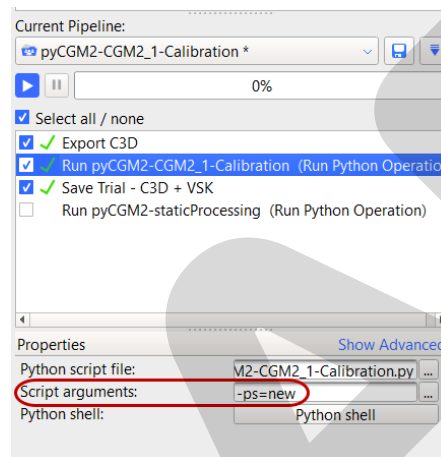 Current Pipeline:
pyCGM2-CGM2_1-Calibration *
0%
Select all / none
Export C3D
Run pyCGM2-CGM2_1-Calibration (Run Python Operatio
Save Trial - C3D + VSK
Run pyCGM2-staticProcessing (Run Python Operation)
Properties Show Advanced
Python script file: M2-CGM2_1-Calibration.py ...
Script arguments: -ps=new ...
Python shell: Python shell